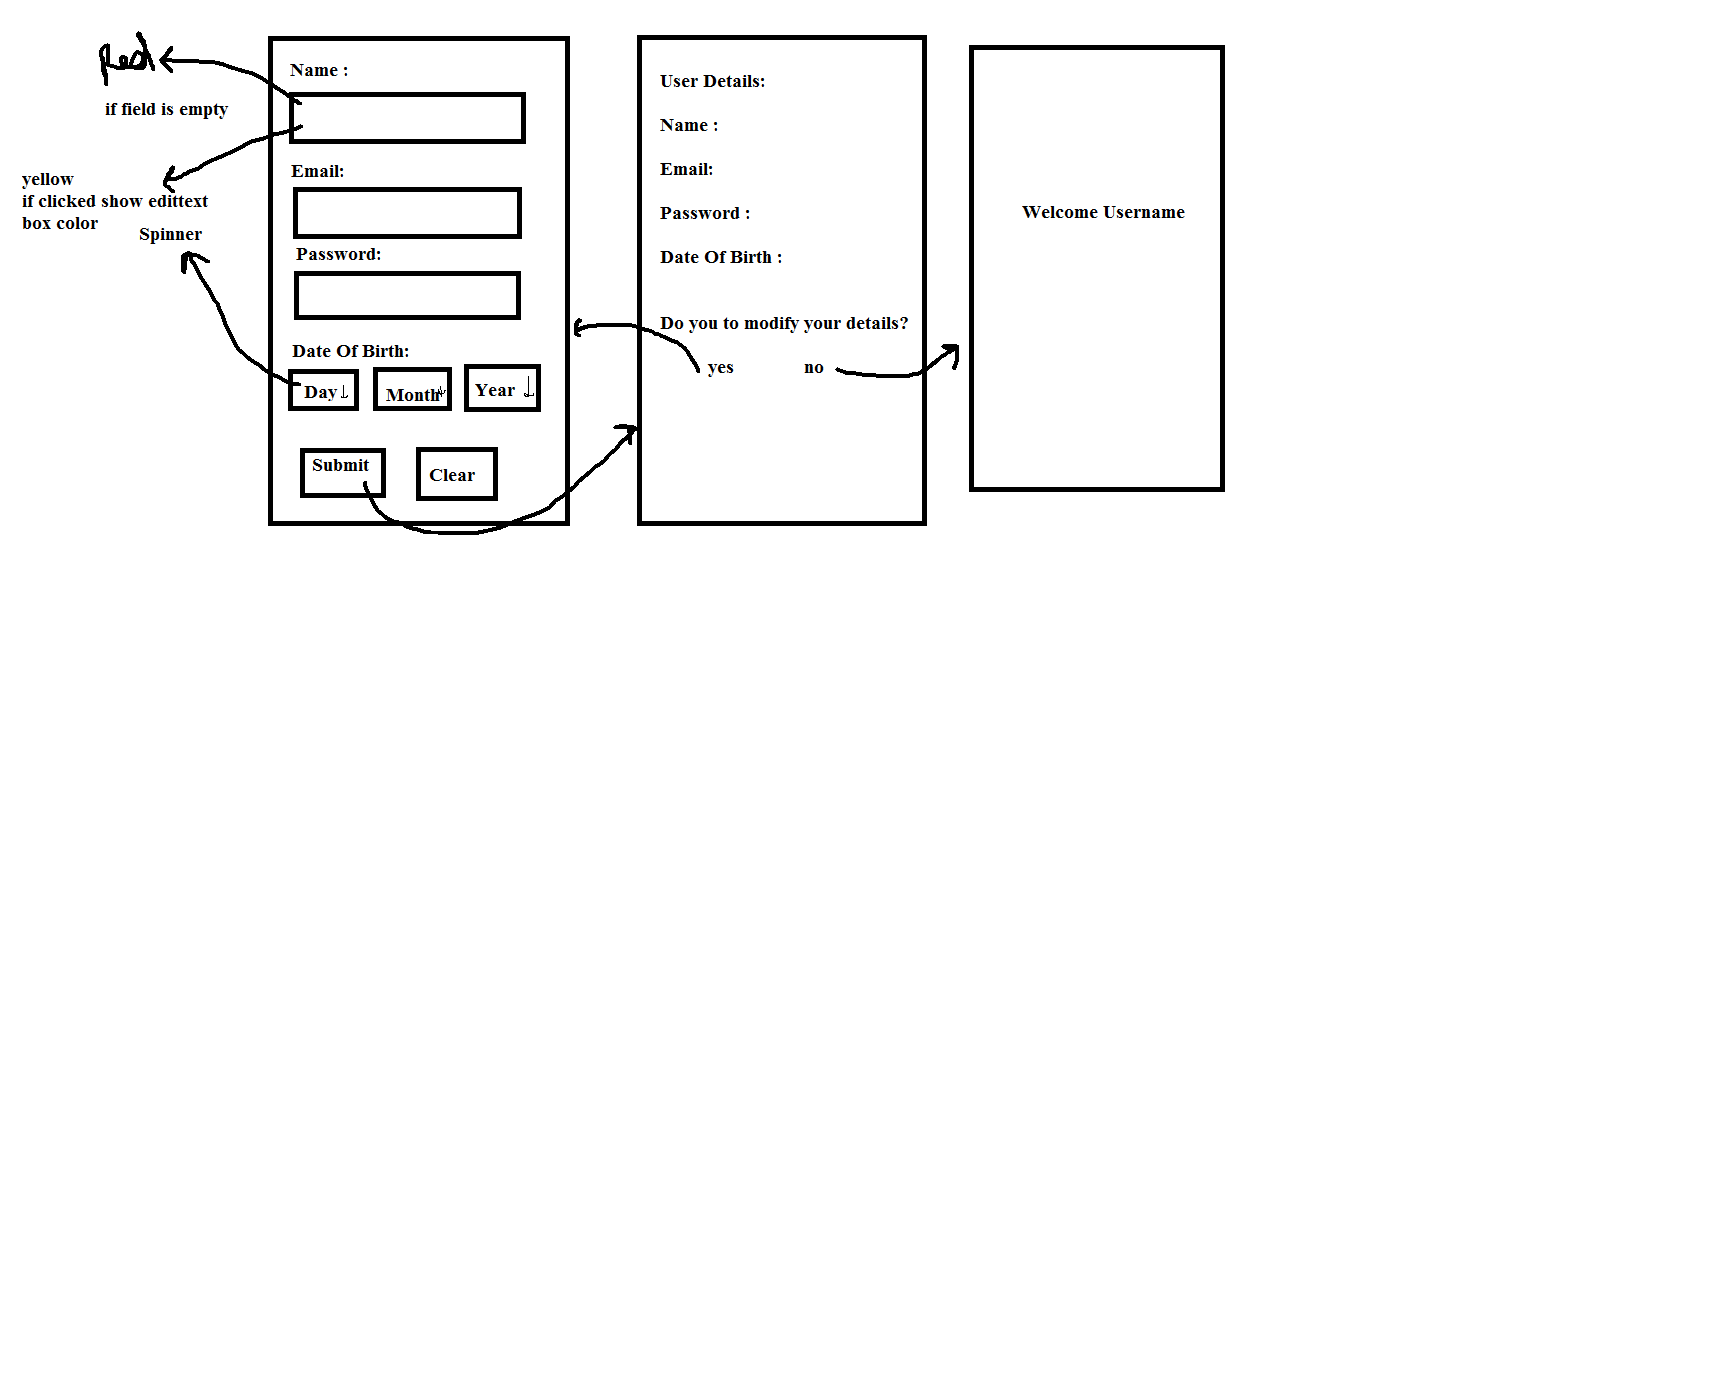 Red
if field is empty
yellow
if clicked show edittext
box color
Spinner
Name :
Email:
Password:
Date Of Birth:
Day
Month
Year
Submit
Clear
User Details:
Name :
Email:
Password :
Date Of Birth :
Do you to modify your details?
yes no
Welcome Username